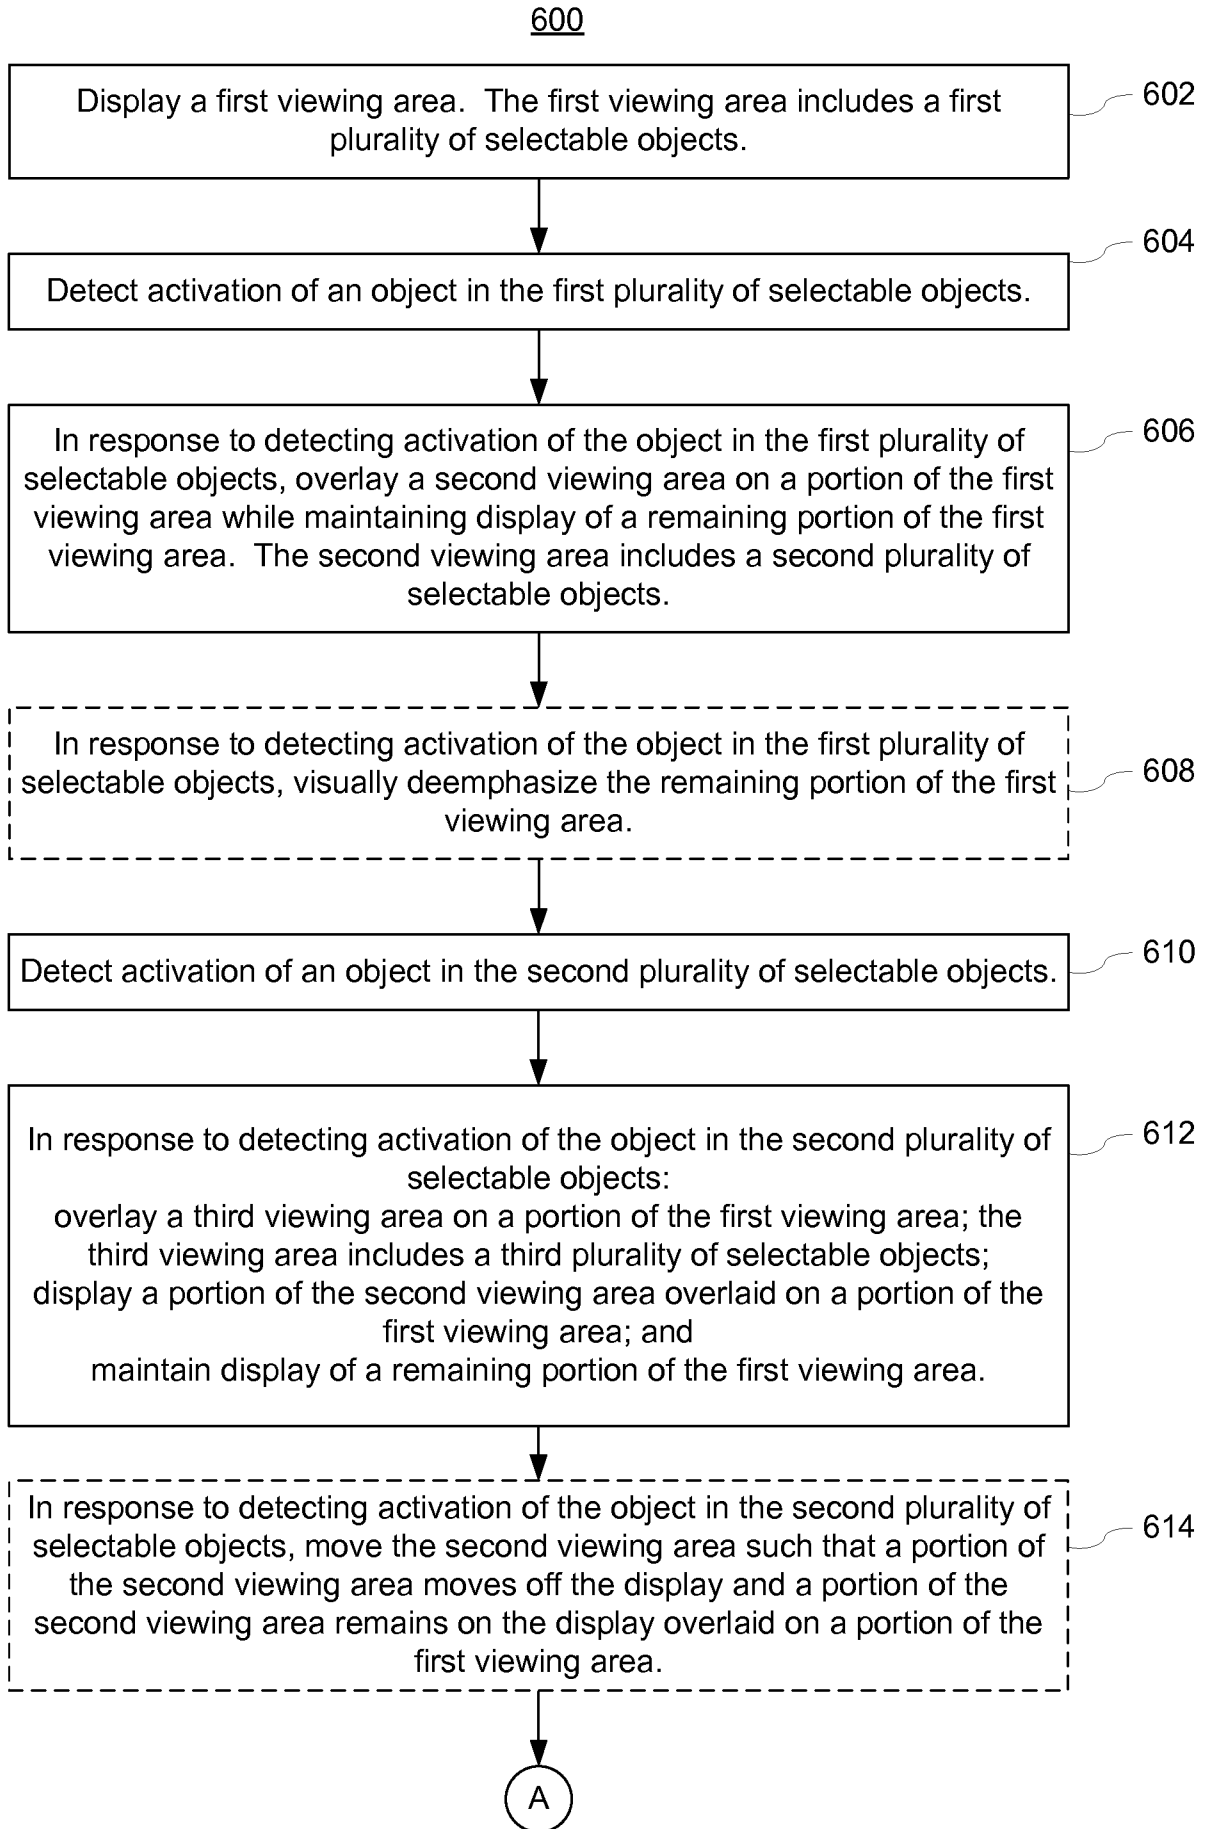 600
Display a first viewing area.  The first viewing area includes a first
plurality of selectable objects.
602
Detect activation of an object in the first plurality of selectable objects.
604
In response to detecting activation of the object in the first plurality of
selectable objects, overlay a second viewing area on a portion of the first
viewing area while maintaining display of a remaining portion of the first
viewing area.  The second viewing area includes a second plurality of
selectable objects.
606
In response to detecting activation of the object in the first plurality of
selectable objects, visually deemphasize the remaining portion of the first
viewing area.
608
Detect activation of an object in the second plurality of selectable objects.
610
In response to detecting activation of the object in the second plurality of
selectable objects:
overlay a third viewing area on a portion of the first viewing area; the
third viewing area includes a third plurality of selectable objects;
display a portion of the second viewing area overlaid on a portion of the
first viewing area; and
maintain display of a remaining portion of the first viewing area.
612
In response to detecting activation of the object in the second plurality of
selectable objects, move the second viewing area such that a portion of
the second viewing area moves off the display and a portion of the
second viewing area remains on the display overlaid on a portion of the
first viewing area.
614
A